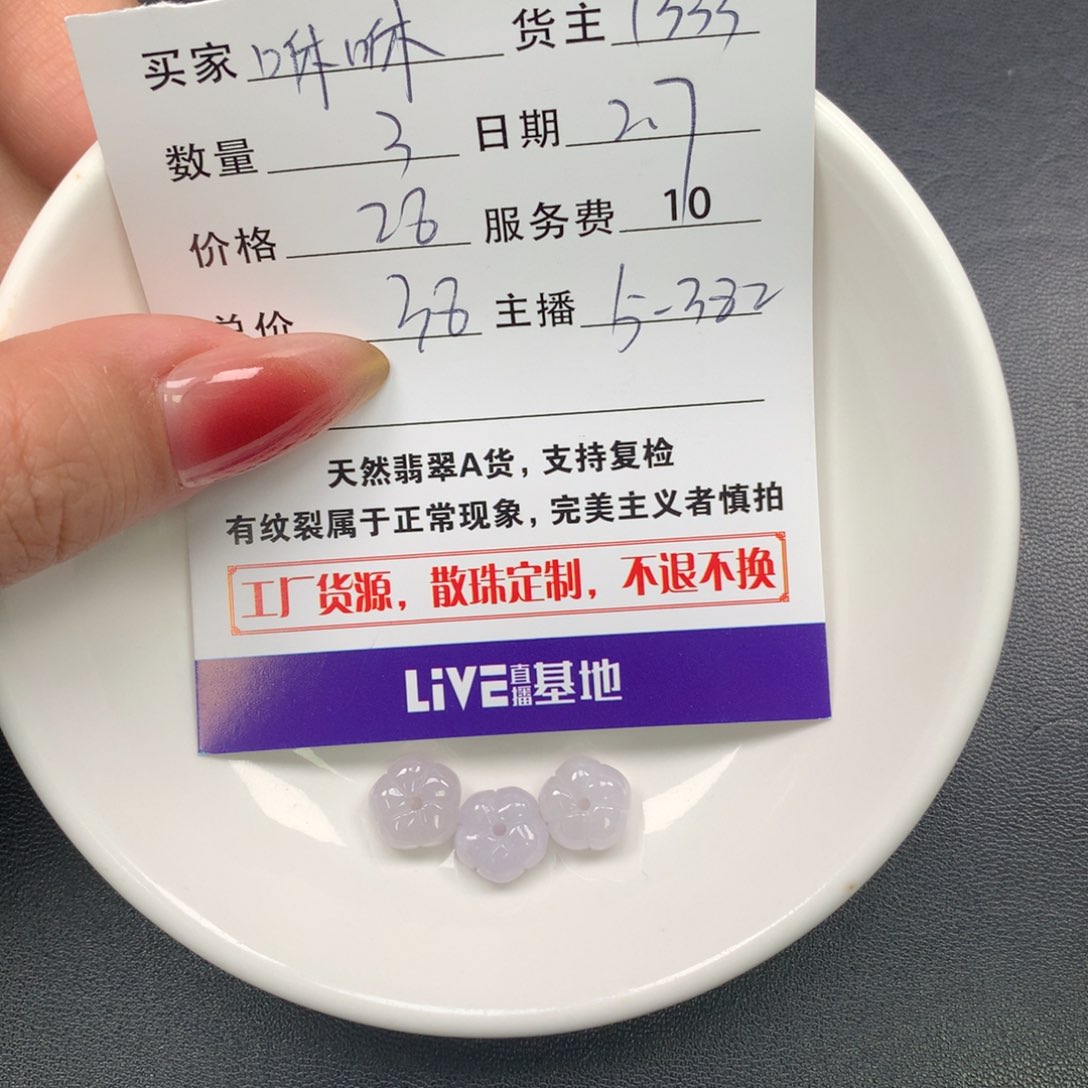 买家 咻咻 货主 1333
数量 3 日期 2.7
价格 28 服务费 10
总价 38 主播 5-382
天然翡翠A货，支持复检
有纹裂属于正常现象，完美主义者慎拍
工厂货源，散珠定制，不退不换
LiVE直播基地